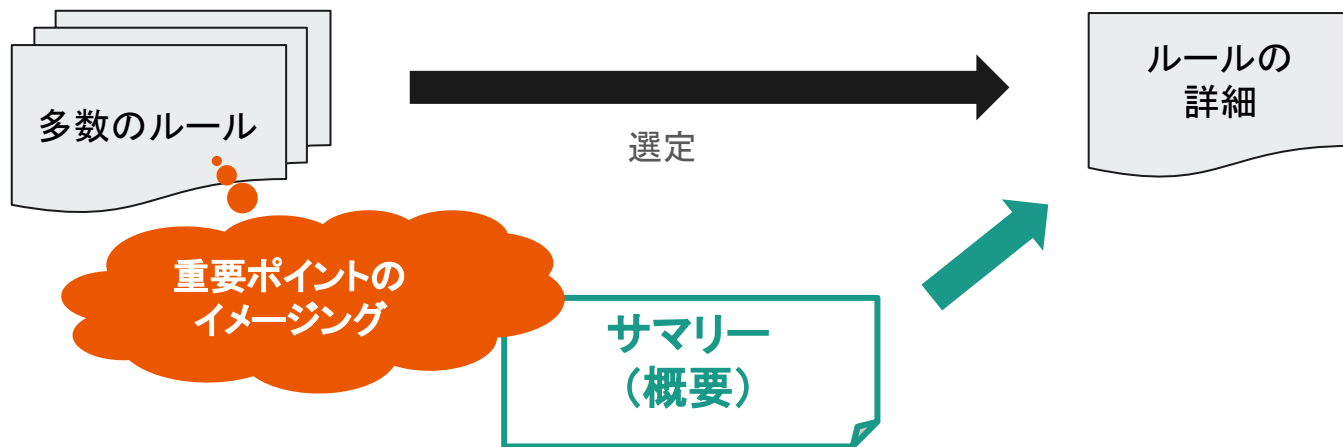 多数のルール
選定
ルールの
詳細
重要ポイントの
イメージング
サマリー
（概要）